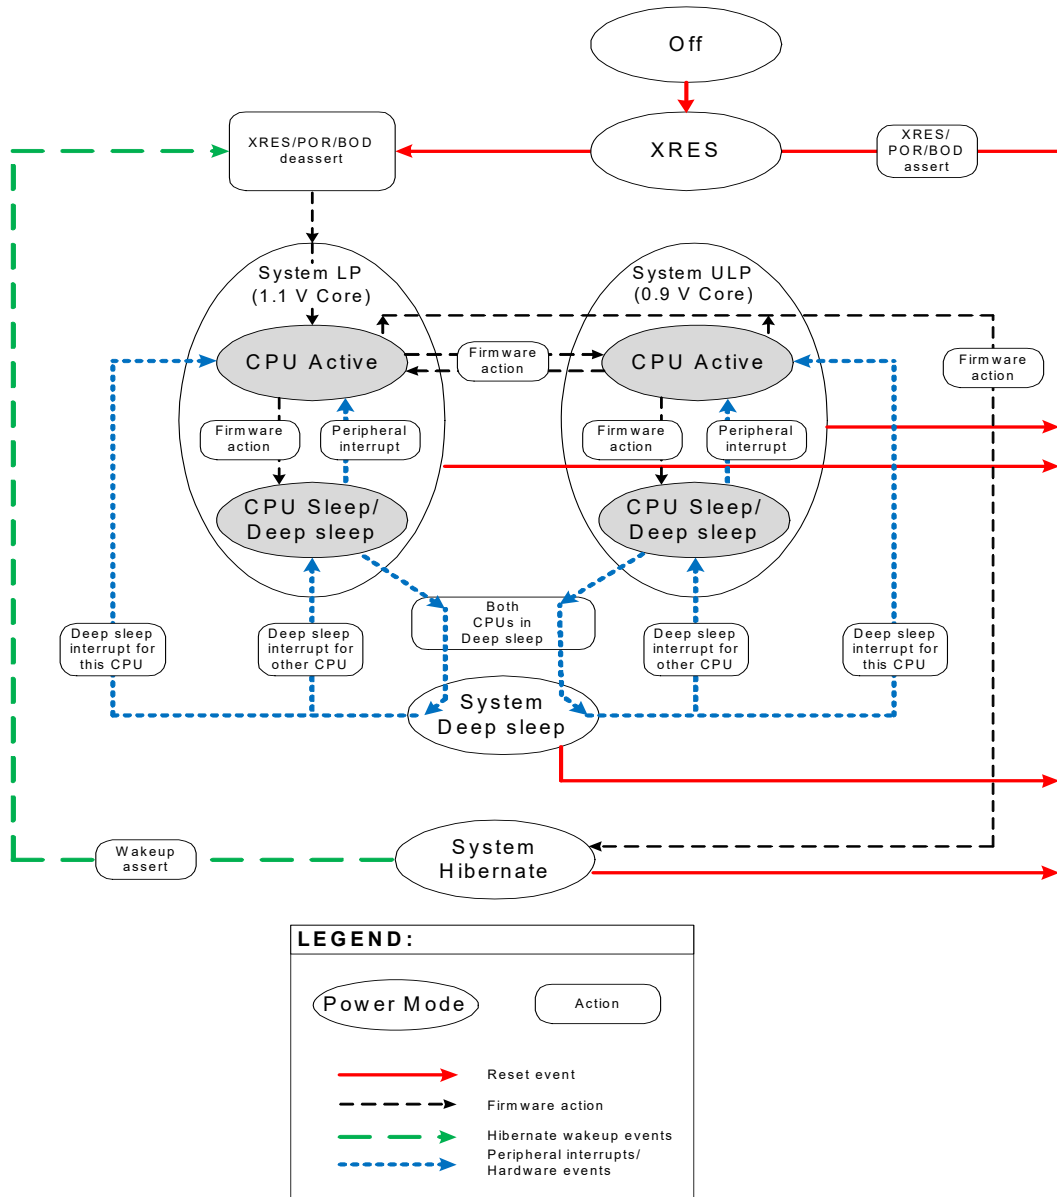 Off
XRES/POR/BOD
deassert
XRES
XRES/
POR/BOD
assert
System LP
(1.1 V Core)
System ULP
(0.9 V Core)
CPU Active
Firmware
action
CPU Active
Firmware
action
Firmware
action
Peripheral
interrupt
Firmware
action
Peripheral
interrupt
CPU Sleep/
Deep sleep
CPU Sleep/
Deep sleep
Both
CPUs in
Deep sleep
Deep sleep
interrupt for
this CPU
Deep sleep
interrupt for
other CPU
Deep sleep
interrupt for
other CPU
Deep sleep
interrupt for
this CPU
System
Deep sleep
Wakeup
assert
System
Hibernate
LEGEND:
Power Mode
Action
Reset event
Firmware action
Hibernate wakeup events
Peripheral interrupts/
Hardware events